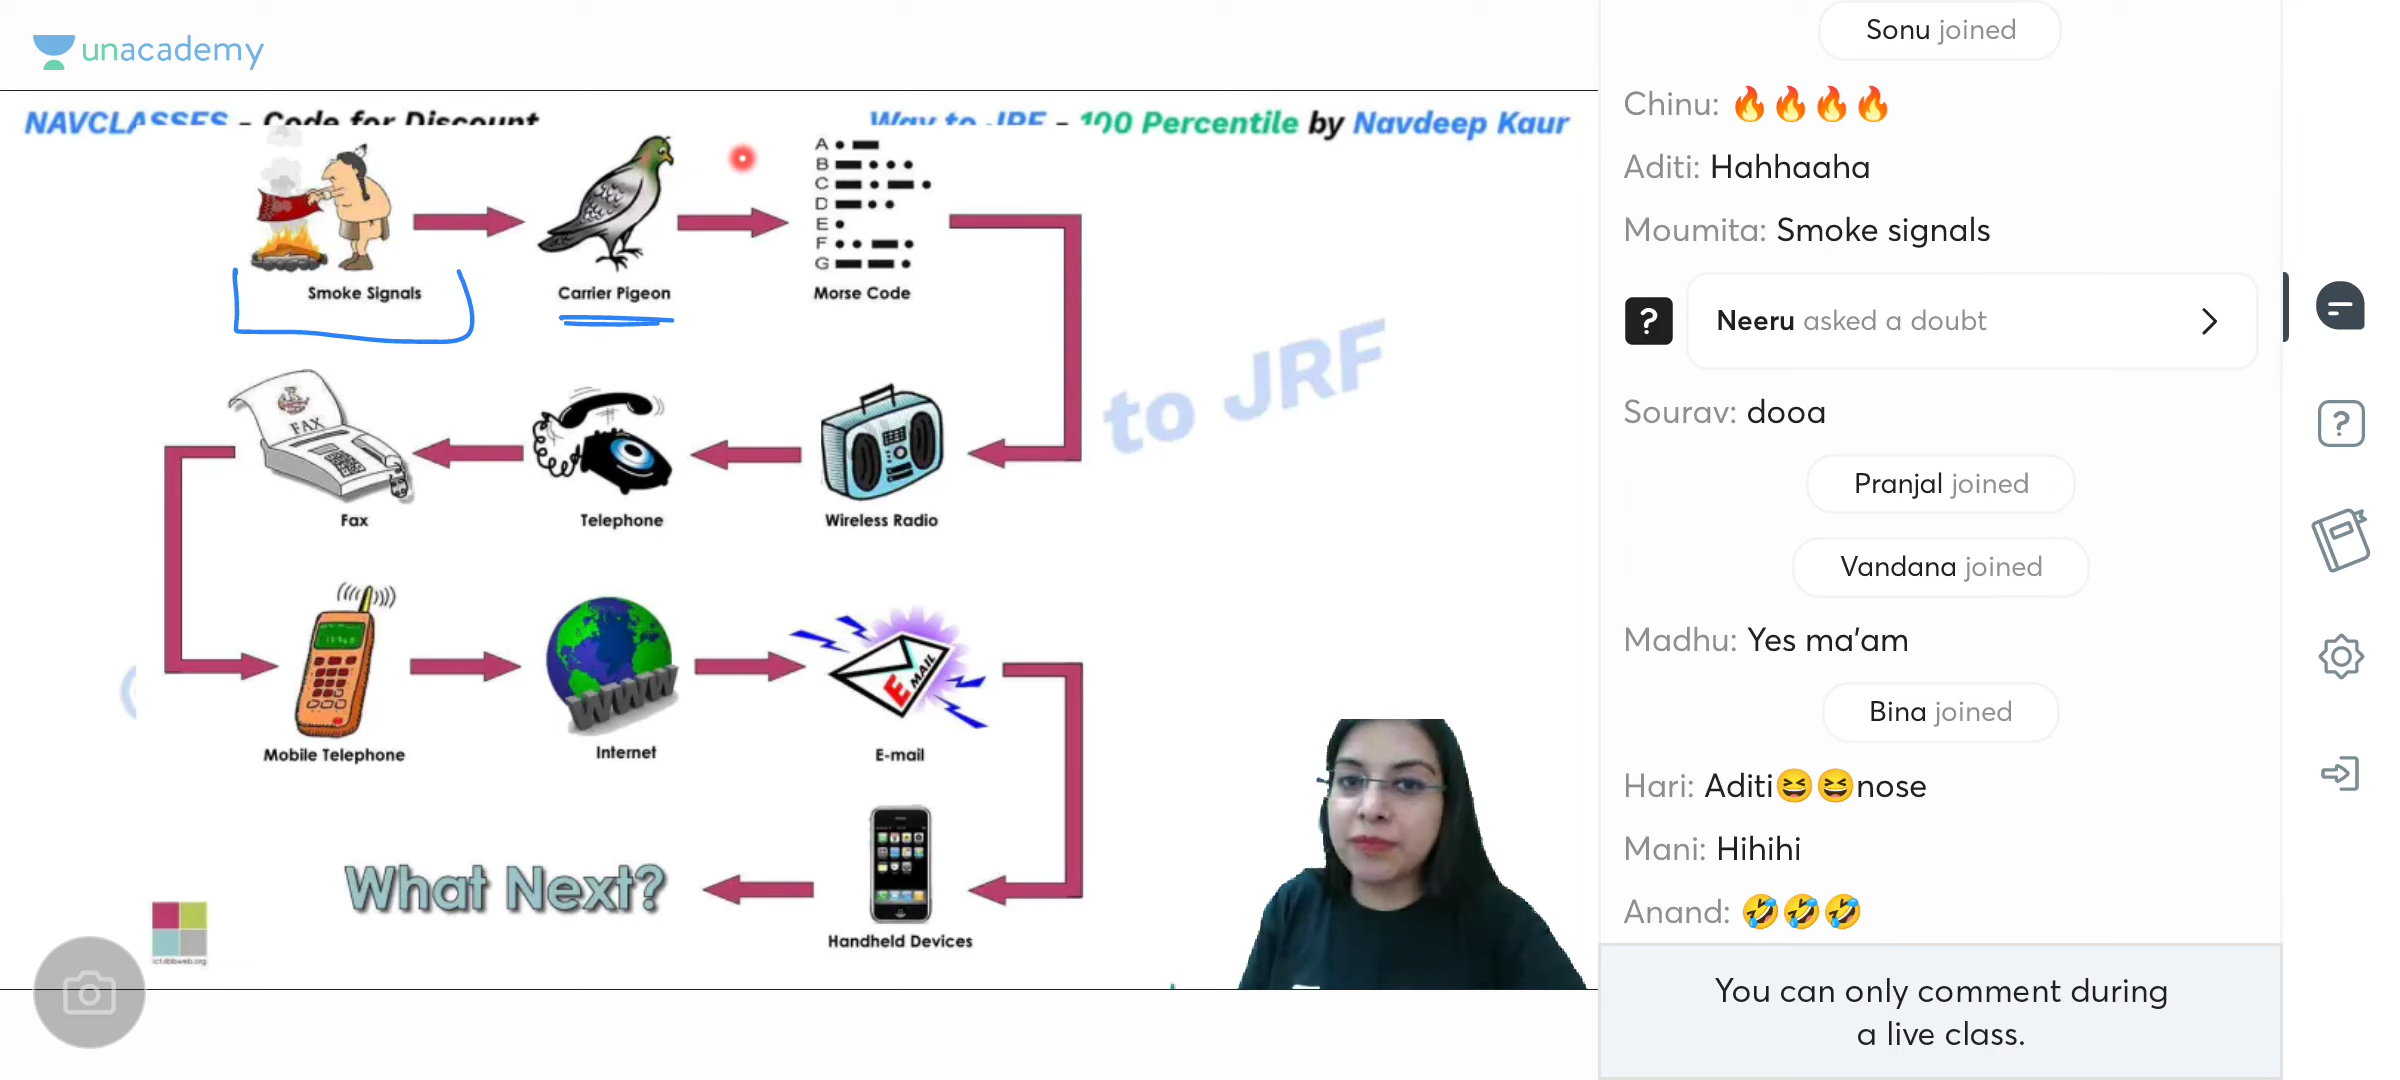 unacademy
NAVCLASSES - Code for Discount
Way to JRF - 100 Percentile by Navdeep Kaur
A
B
C
D
E
F
G
Smoke Signals
Carrier Pigeon
Morse Code
to JRF
FAX
Fax
Telephone
Wireless Radio
WWW
E MAIL
Mobile Telephone
Internet
E-mail
What Next?
Handheld Devices
Sonu joined
Chinu: 🔥🔥🔥🔥
Aditi: Hahhaaha
Moumita: Smoke signals
? Neeru asked a doubt
Sourav: dooa
Pranjal joined
Vandana joined
Madhu: Yes ma'am
Bina joined
Hari: Aditi😆😆nose
Mani: Hihihi
Anand: 🤣🤣🤣
You can only comment during
a live class.
?